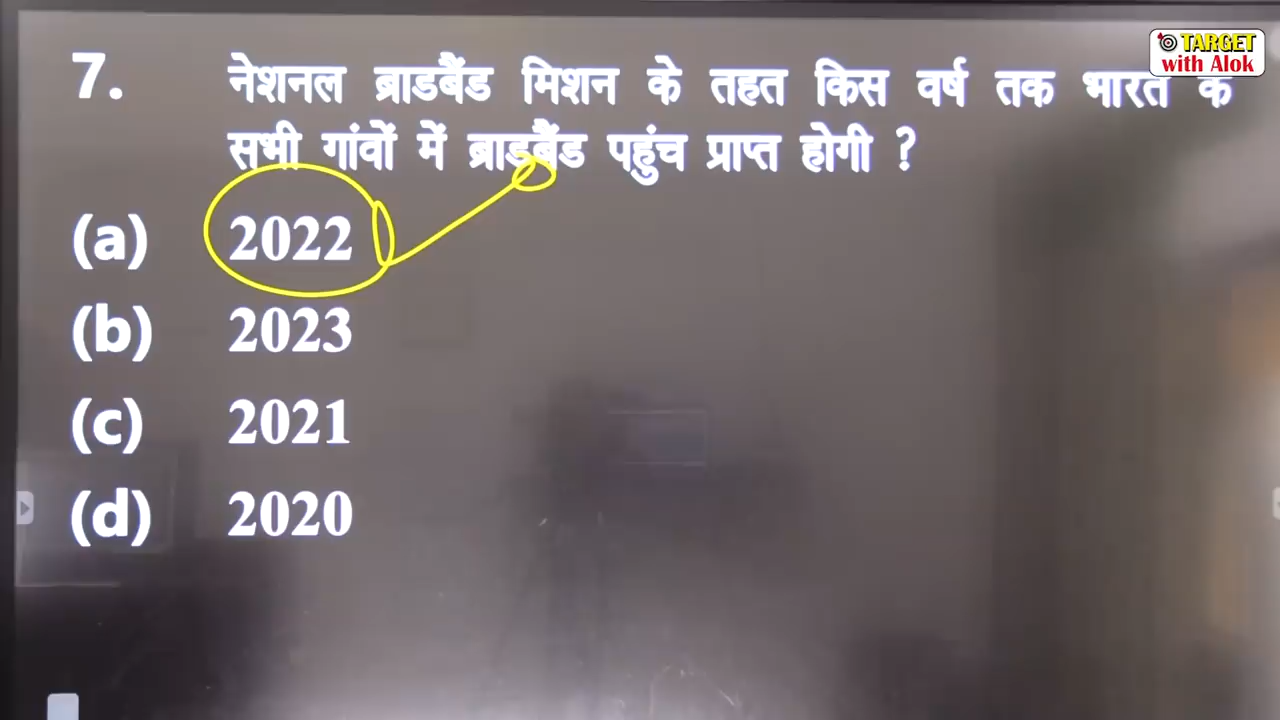 TARGET
with Alok
7. नेशनल ब्राडबैंड मिशन के तहत किस वर्ष तक भारत के
सभी गांवों में ब्राडबैंड पहुंच प्राप्त होगी ?
(a) 2022
(b) 2023
(c) 2021
(d) 2020